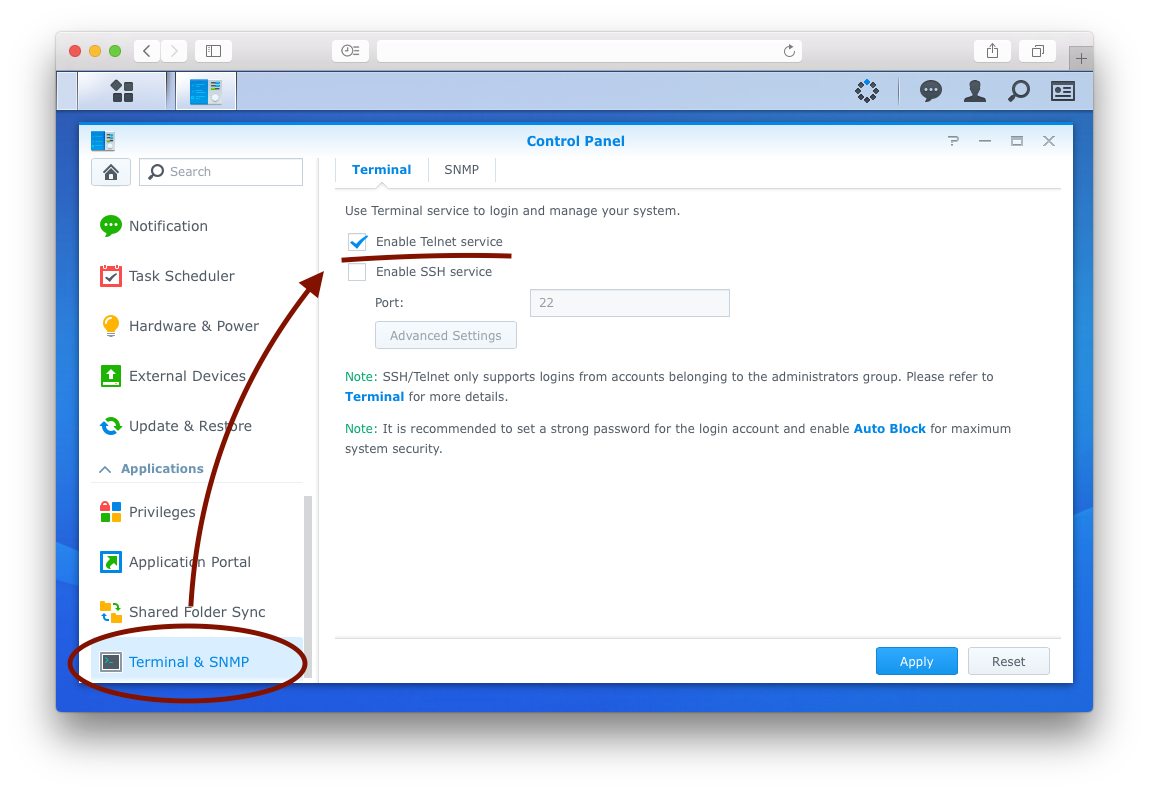 Control Panel
Search
Notification
Task Scheduler
Hardware & Power
External Devices
Update & Restore
Applications
Privileges
Application Portal
Shared Folder Sync
Terminal & SNMP
Terminal
SNMP
Use Terminal service to login and manage your system.
Enable Telnet service
Enable SSH service
Port:
22
Advanced Settings
Note: SSH/Telnet only supports logins from accounts belonging to the administrators group. Please refer to
Terminal for more details.
Note: It is recommended to set a strong password for the login account and enable Auto Block for maximum
system security.
Apply
Reset